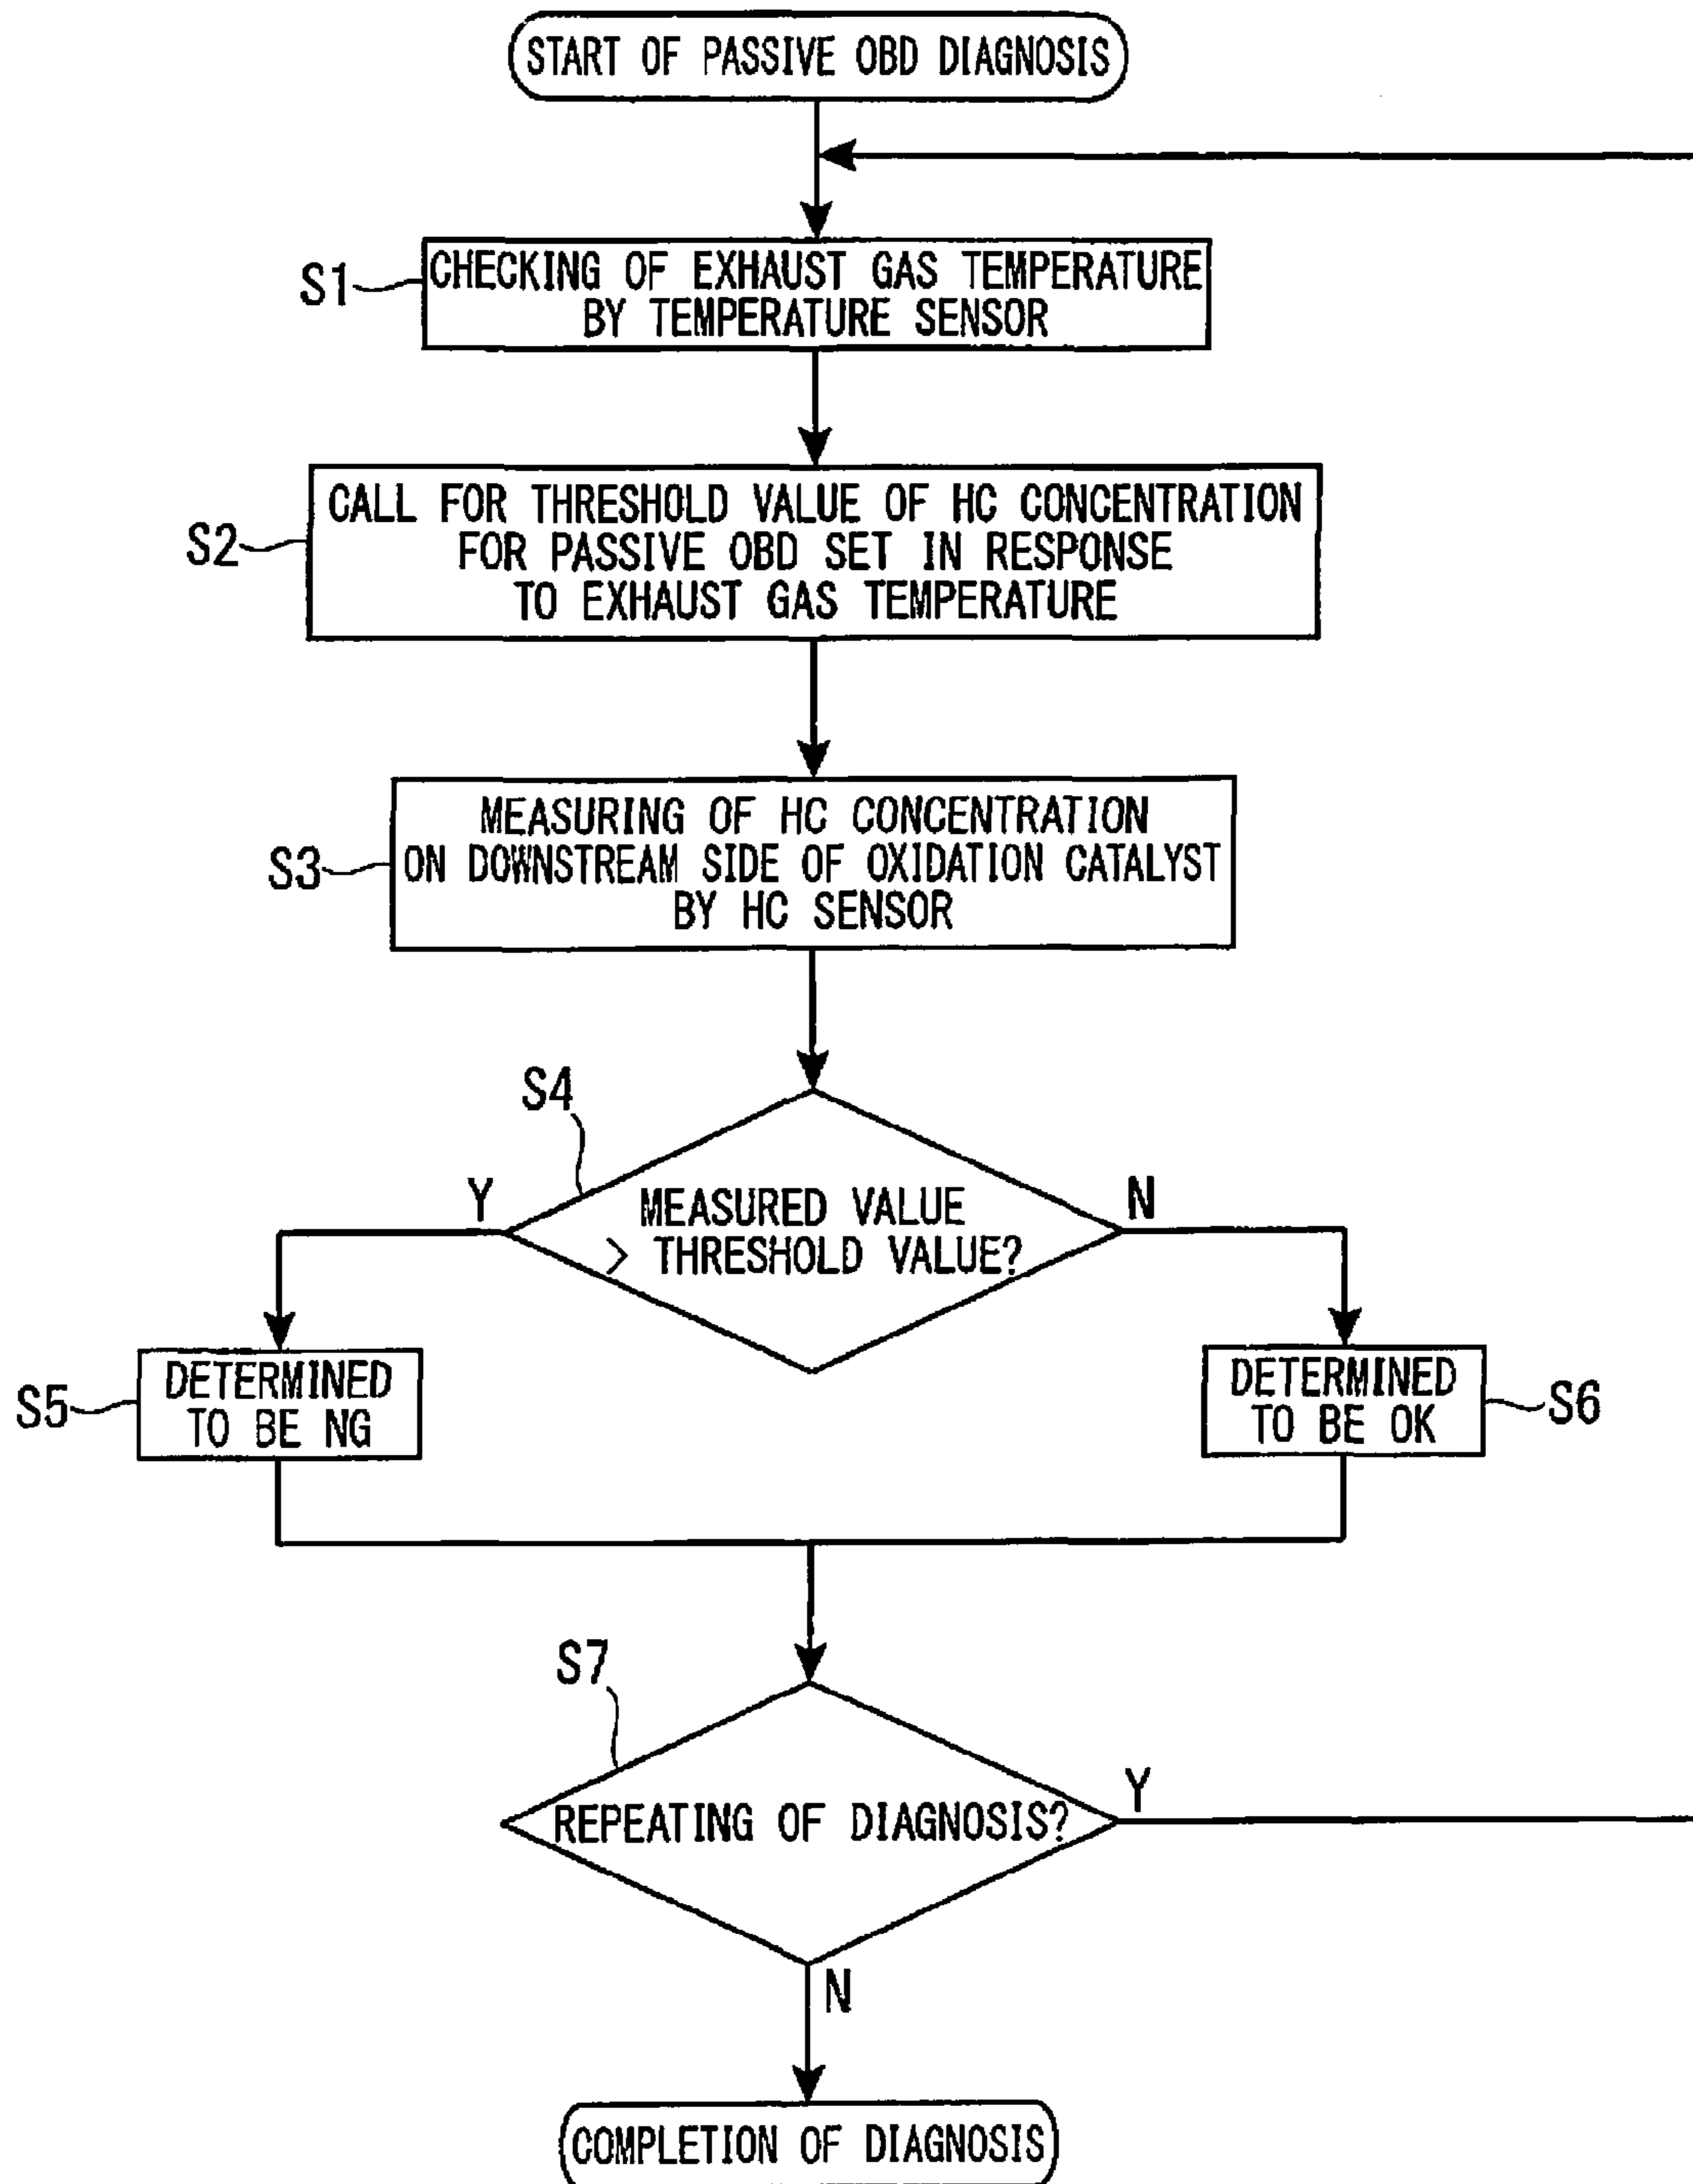 START OF PASSIVE OBD DIAGNOSIS
S1
CHECKING OF EXHAUST GAS TEMPERATURE
BY TEMPERATURE SENSOR
S2
CALL FOR THRESHOLD VALUE OF HC CONCENTRATION
FOR PASSIVE OBD SET IN RESPONSE
TO EXHAUST GAS TEMPERATURE
S3
MEASURING OF HC CONCENTRATION
ON DOWNSTREAM SIDE OF OXIDATION CATALYST
BY HC SENSOR
S4
Y
N
MEASURED VALUE
> THRESHOLD VALUE?
S5
DETERMINED
TO BE NG
DETERMINED
TO BE OK
S6
S7
REPEATING OF DIAGNOSIS?
Y
N
COMPLETION OF DIAGNOSIS